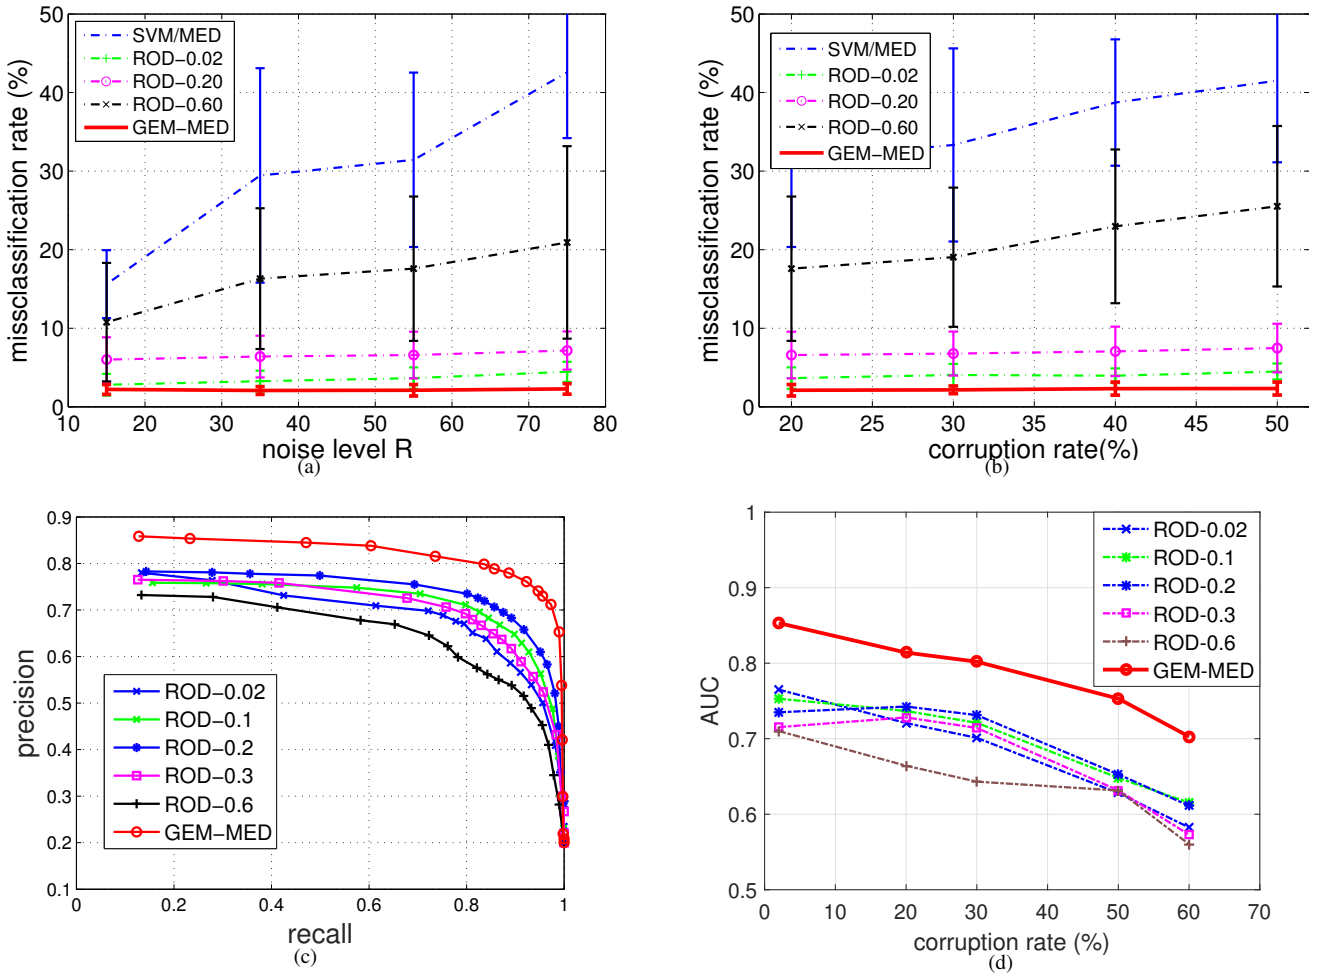 missclassification rate (%)
50
40
30
20
10
0
SVM/MED
ROD−0.02
ROD−0.20
ROD−0.60
GEM−MED
10 20 30 40 50 60 70 80
noise level R
(a)
missclassification rate (%)
50
40
30
20
10
0
SVM/MED
ROD−0.02
ROD−0.20
ROD−0.60
GEM−MED
20 25 30 35 40 45 50
corruption rate(%)
(b)
precision
0.9
0.8
0.7
0.6
0.5
0.4
0.3
0.2
0.1
ROD−0.02
ROD−0.1
ROD−0.2
ROD−0.3
ROD−0.6
GEM−MED
0 0.2 0.4 0.6 0.8 1
recall
(c)
AUC
1
0.9
0.8
0.7
0.6
0.5
ROD-0.02
ROD-0.1
ROD-0.2
ROD-0.3
ROD-0.6
GEM-MED
0 10 20 30 40 50 60 70
corruption rate (%)
(d)